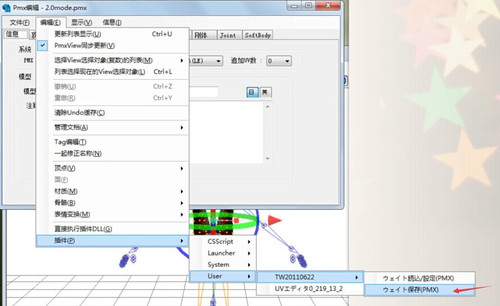 Pmx编辑 - 2.0mode.pmx
文件(F) 编辑(E) 显示(V) 信息(I)
信息 刚体 Joint SoftBody
系统
PMX (LE) 追加UV数 : 0
模型
模型 日 英
注释
更新列表显示(U) Ctrl+U
PmxView同步更新(V)
选择View选择对象(复数)的列表(M)
列表选择现在的View选择对象(L) Ctrl+L
撤销(U) Ctrl+Z
重做(R) Ctrl+Y
清除Undo缓存(C)
管理文档(A)
Tag编辑(T)
一起修正名称(N)
顶点(V)
面(F)
材质(M)
骨骼(B)
表情变换(M)
直接执行插件DLL(G)
插件(P)
CSScript
Launcher
System
User
TW20110622
UVエディタ0_219_13_2
ウェイト読込/設定(PMX)
ウェイト保存(PMX)